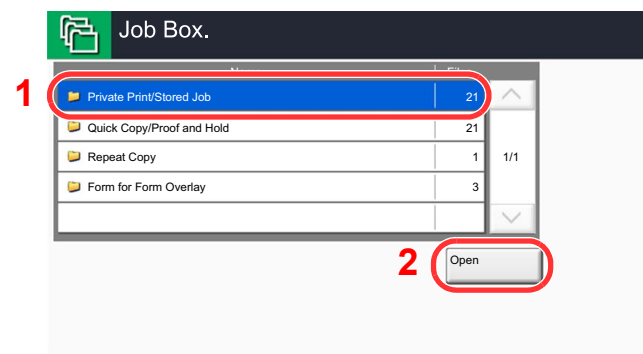 Job Box.
1
Private Print/Stored Job 21
Quick Copy/Proof and Hold 21
Repeat Copy 1 1/1
Form for Form Overlay 3
2 Open